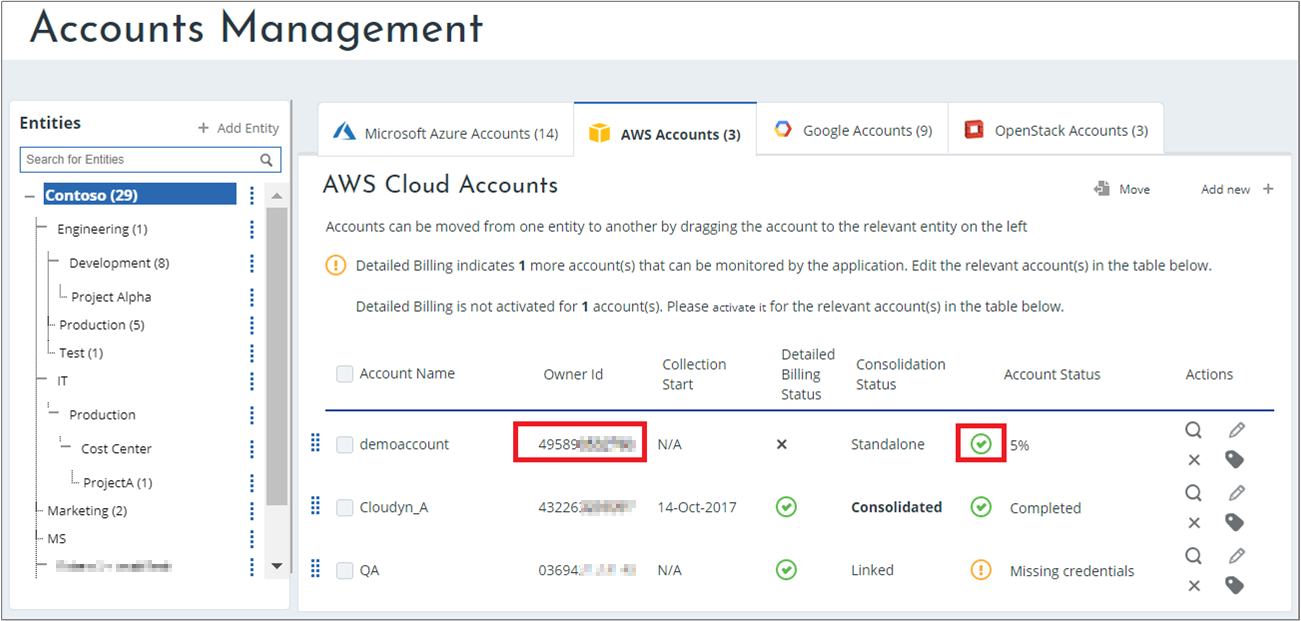 Accounts Management
Entities
+ Add Entity
Search for Entities
Contoso (29)
Engineering (1)
Development (8)
Project Alpha
Production (5)
Test (1)
IT
Production
Cost Center
ProjectA (1)
Marketing (2)
MS
Microsoft Azure Accounts (14)
AWS Accounts (3)
Google Accounts (9)
OpenStack Accounts (3)
AWS Cloud Accounts
Move
Add new +
Accounts can be moved from one entity to another by dragging the account to the relevant entity on the left
Detailed Billing indicates 1 more account(s) that can be monitored by the application. Edit the relevant account(s) in the table below.
Detailed Billing is not activated for 1 account(s). Please activate it for the relevant account(s) in the table below.
Account Name
Owner Id
Collection
Start
Detailed
Billing
Status
Consolidation
Status
Account Status
Actions
demoaccount 49589 N/A Standalone 5%
Cloudyn_A 43226 14-Oct-2017 Consolidated Completed
QA 03694 N/A Linked Missing credentials